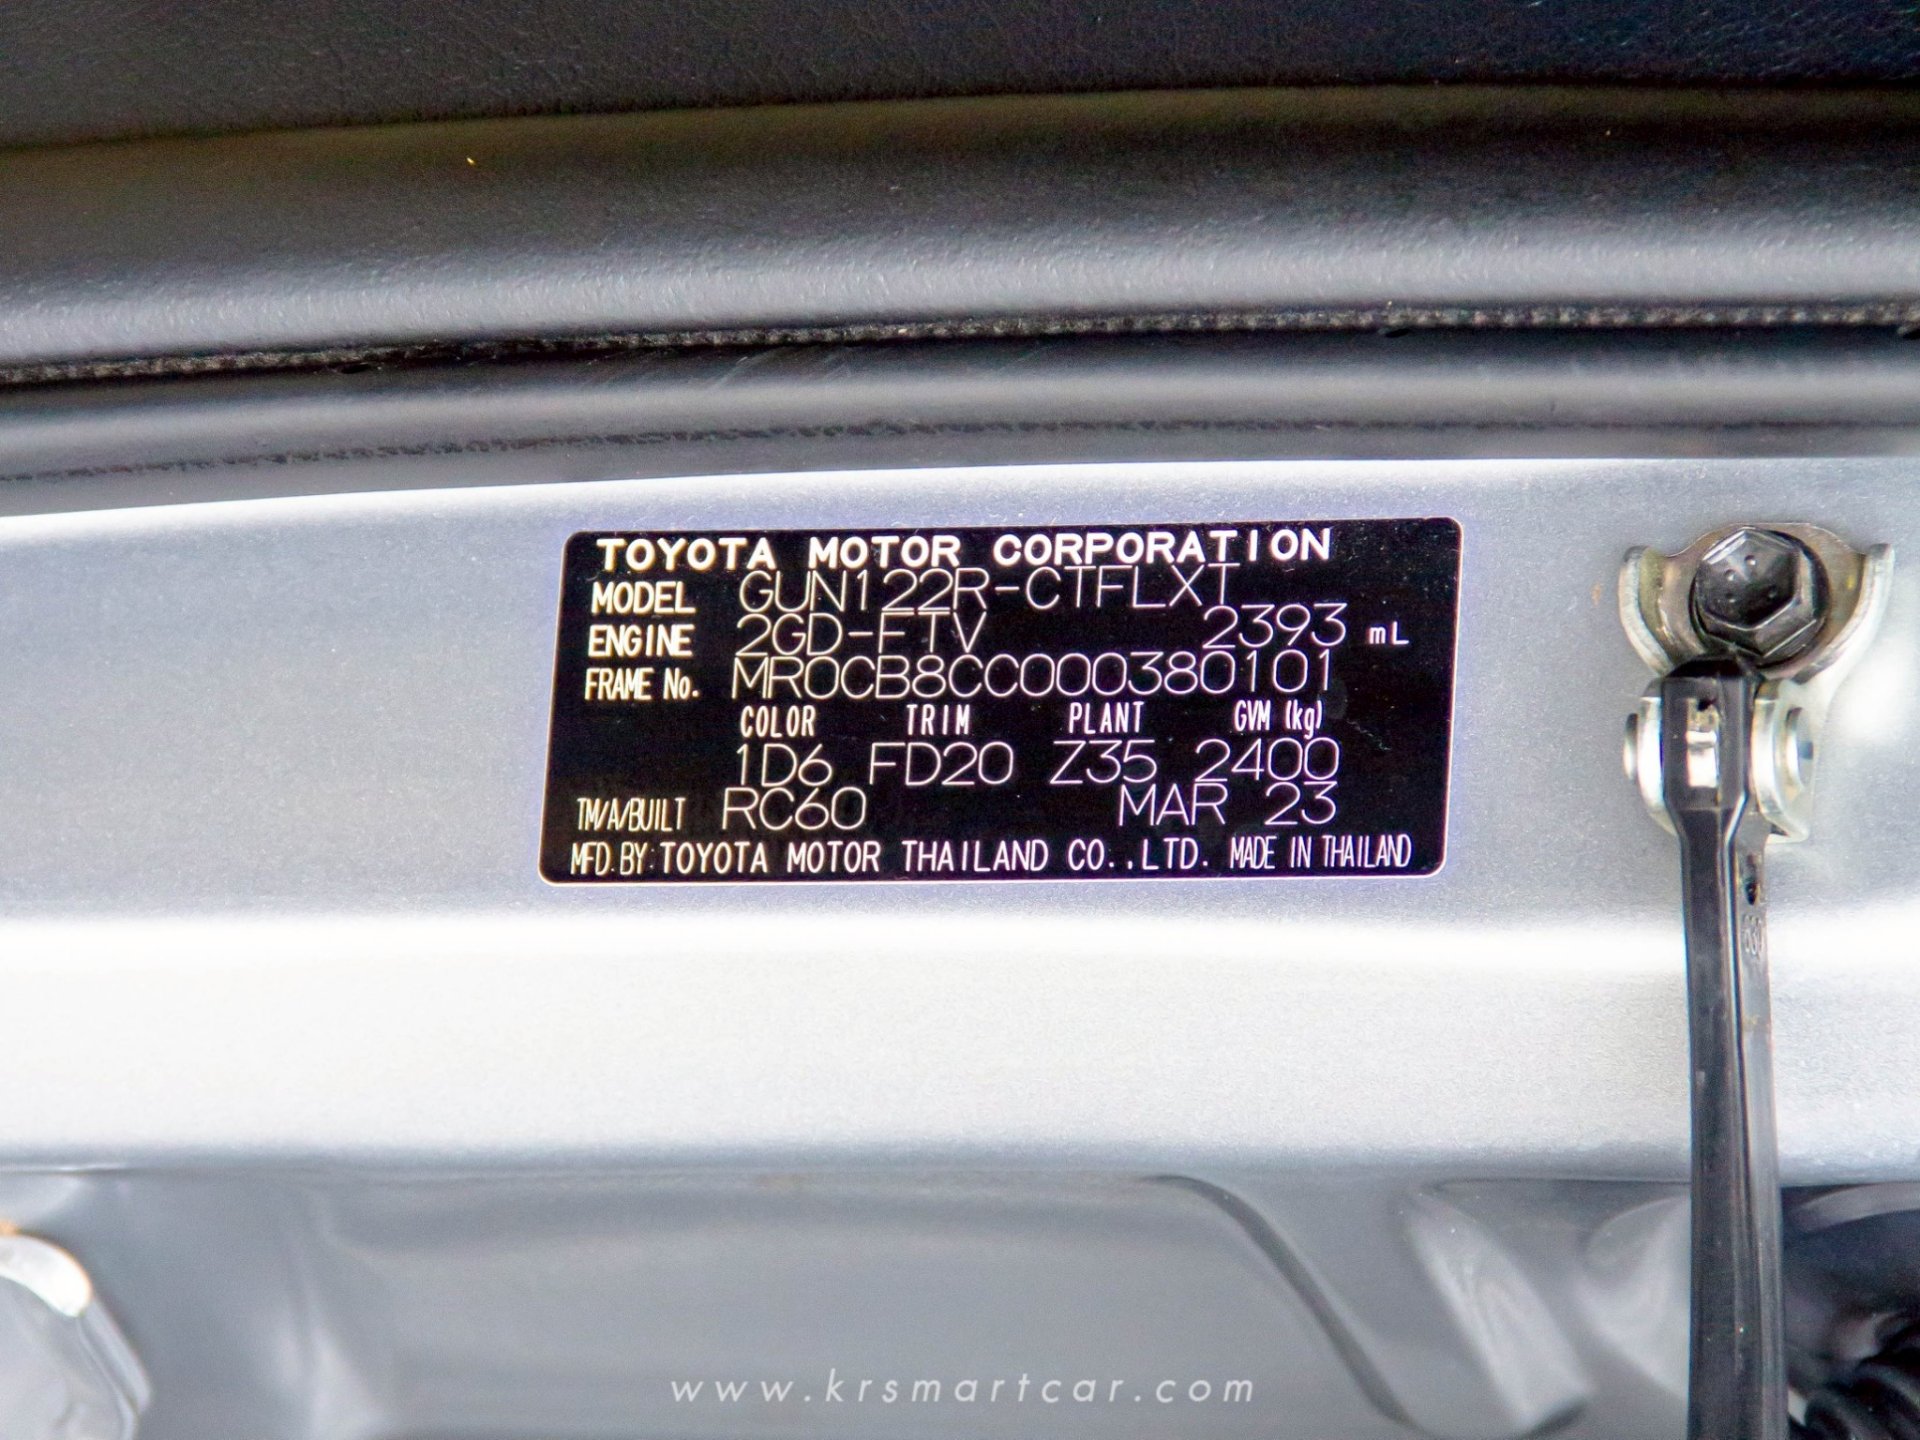 TOYOTA MOTOR CORPORATION
MODEL GUN122R-CTFLXT
ENGINE 2GD-FTV 2393 mL
FRAME No. MR0CB8CC000380101
COLOR TRIM PLANT GVM (kg)
1D6 FD20 Z35 2400
TM/A/BUILT RC60 MAR 23
MFD. BY: TOYOTA MOTOR THAILAND CO.,LTD. MADE IN THAILAND
www.krsmartcar.com